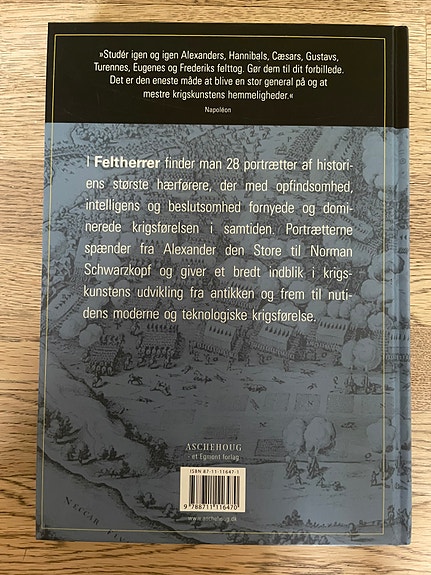 »Studér igen og igen Alexanders, Hannibals, Cæsars, Gustavs,
Turennes, Eugenes og Frederiks felttog. Gør dem til dit forbillede.
Det er den eneste måde at blive en stor general på og at
mestre krigskunstens hemmeligheder.«
Napoléon
I Feltherrer finder man 28 portrætter af histori-
ens største hærførere, der med opfindsomhed,
intelligens og beslutsomhed fornyede og domi-
nerede krigsførelsen i samtiden. Portrætterne
spænder fra Alexander den Store til Norman
Schwarzkopf og giver et bredt indblik i krigs-
kunstens udvikling fra antikken og frem til nuti-
dens moderne og teknologiske krigsførelse.
ASCHEHOUG
- et Egmont forlag
ISBN 87-11-11647-1
9 788711 116470
www.aschehoug.dk
NECCAR